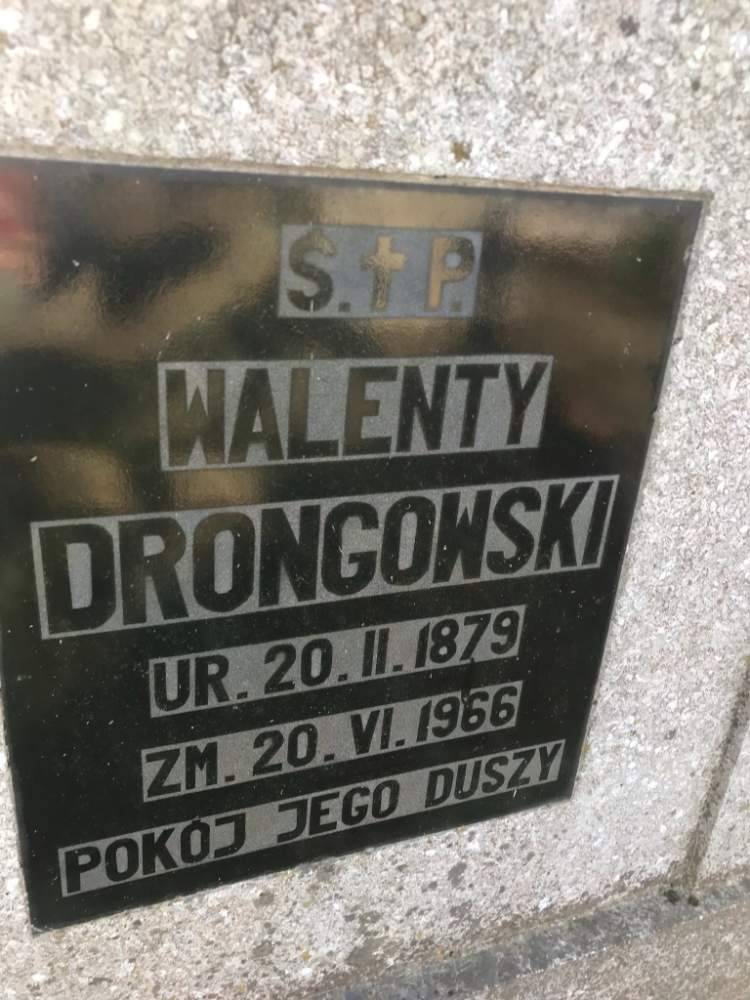 Ś.†P.
WALENTY
DRONGOWSKI
UR. 20. II. 1879
ZM. 20. VI. 1966
POKÓJ JEGO DUSZY